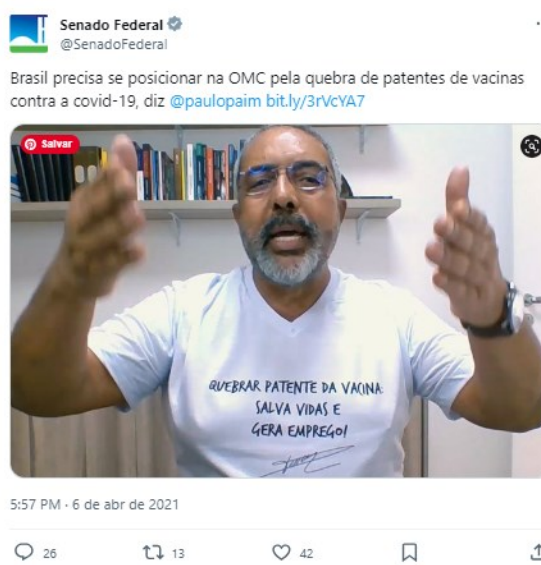 Senado Federal
@SenadoFederal
Brasil precisa se posicionar na OMC pela quebra de patentes de vacinas
contra a covid-19, diz @paulopaim bit.ly/3rVcYA7
Salvar
QUEBRAR PATENTE DA VACINA
SALVA VIDAS E
GERA EMPREGO!
5:57 PM · 6 de abr de 2021
26 13 42